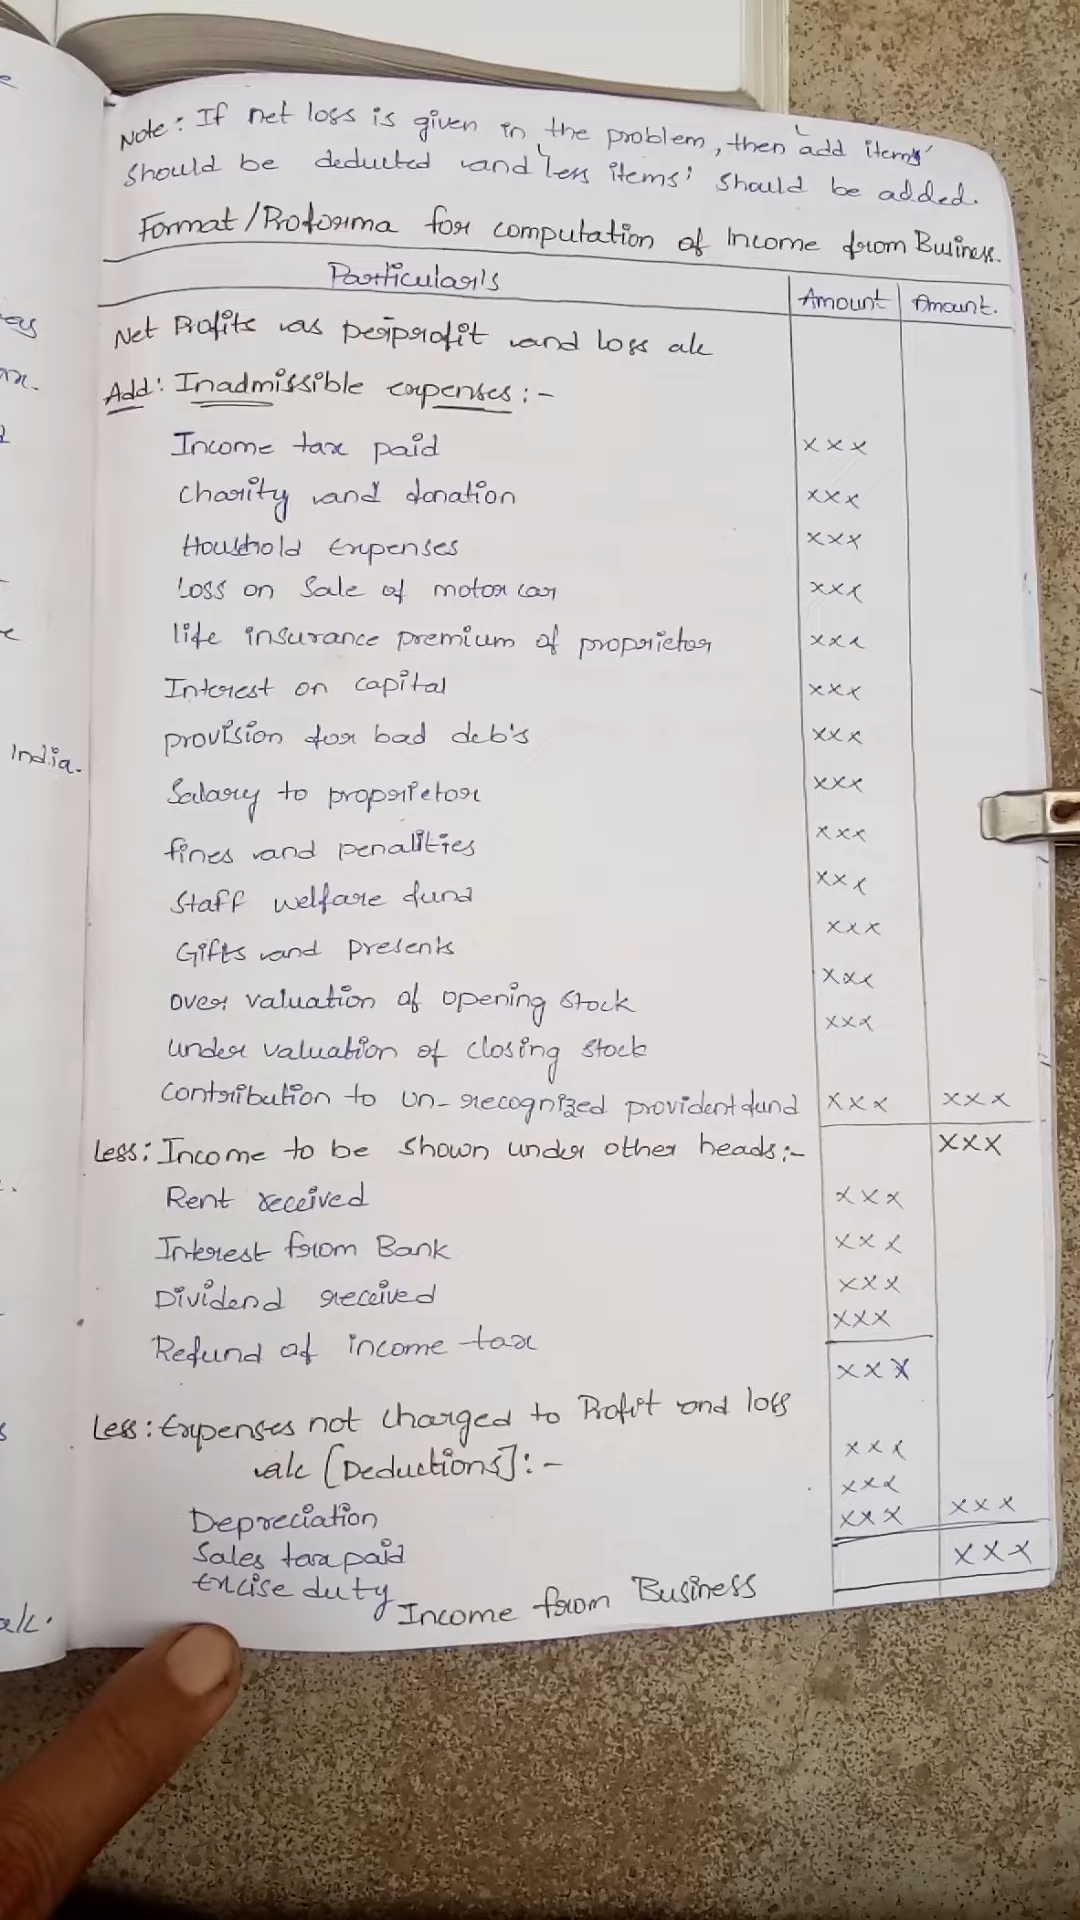 Note: If net loss is given in the problem, then 'add items'
should be deducted and 'less items' should be added.
Format/Proforma for computation of Income from Business.
Particular's Amount Amount.
Net Profits as per profit and loss a/c
Add: Inadmissible expenses:-
Income tax paid xxx
charity and donation xxx
Household Expenses xxx
Loss on Sale of motor car xxx
life insurance premium of proprietor xxx
Interest on capital xxx
provision for bad deb's xxx
Salary to proprietor xxx
fines and penalities xxx
Staff welfare fund xxx
Gifts and presents xxx
over valuation of opening stock xxx
under valuation of closing stock xxx
contribution to un-recognized provident fund xxx xxx
Less: Income to be shown under other heads:- xxx
Rent received xxx
Interest from Bank xxx
Dividend received xxx
Refund of income tax xxx
xxx
Less: Expenses not charged to Profit and loss
a/c [Deductions]:- xxx
xxx
Depreciation xxx xxx
Sales tax paid xxx
Excise duty
Income from Business
India.
a/c.